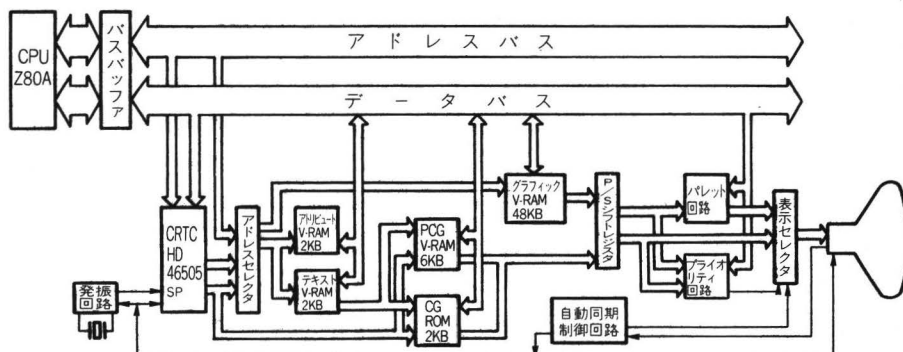 CPU
Z80A
バスバッファ
アドレスバス
データバス
CRTC
HD
46505
SP
アドレスセレクタ
アトリビュート
V-RAM
2KB
テキスト
V-RAM
2KB
PCG
V-RAM
6KB
CG
ROM
2KB
グラフィック
V-RAM
48KB
P/Sシフトレジスタ
パレット
回路
プライオ
リティ
回路
表示セレクタ
発振
回路
自動同期
制御回路